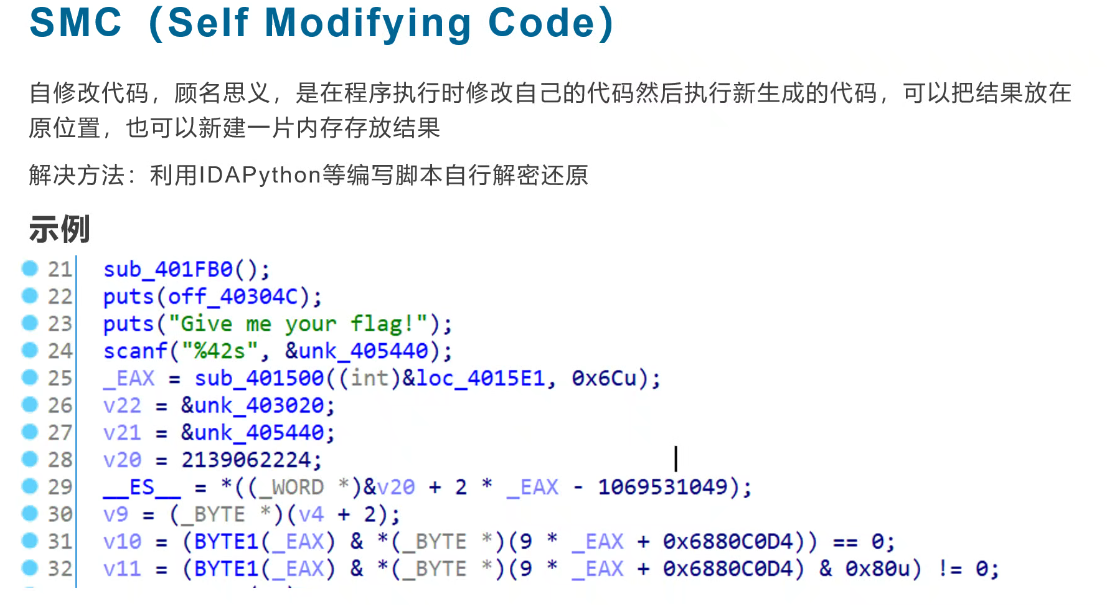 SMC（Self Modifying Code）
自修改代码，顾名思义，是在程序执行时修改自己的代码然后执行新生成的代码，可以把结果放在
原位置，也可以新建一片内存存放结果
解决方法：利用IDAPython等编写脚本自行解密还原
示例
21 sub_401FB0();
22 puts(off_40304C);
23 puts("Give me your flag!");
24 scanf("%42s", &unk_405440);
25 _EAX = sub_401500((int)&loc_4015E1, 0x6Cu);
26 v22 = &unk_403020;
27 v21 = &unk_405440;
28 v20 = 2139062224;
29 __ES__ = *((_WORD *)&v20 + 2 * _EAX - 1069531049);
30 v9 = (_BYTE *)(v4 + 2);
31 v10 = (BYTE1(_EAX) & *(_BYTE *)(9 * _EAX + 0x6880C0D4)) == 0;
32 v11 = (BYTE1(_EAX) & *(_BYTE *)(9 * _EAX + 0x6880C0D4) & 0x80u) != 0;